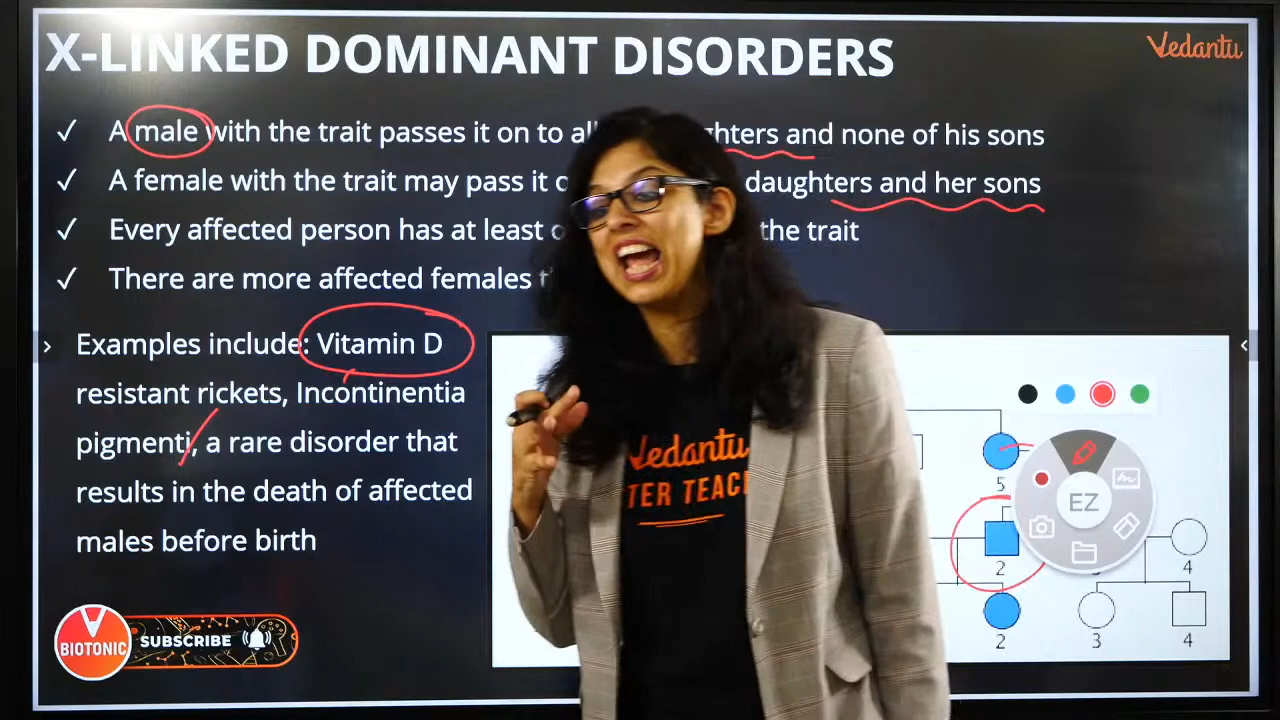 X-LINKED DOMINANT DISORDERS
Vedantu
✓ A male with the trait passes it on to al ghters and none of his sons
✓ A female with the trait may pass it daughters and her sons
✓ Every affected person has at least the trait
✓ There are more affected females
Examples include: Vitamin D
resistant rickets, Incontinentia
pigmenti, a rare disorder that
results in the death of affected
males before birth
Vedantu
TER TEAC
5
EZ
2
4
2
3
4
V
BIOTONIC
SUBSCRIBE